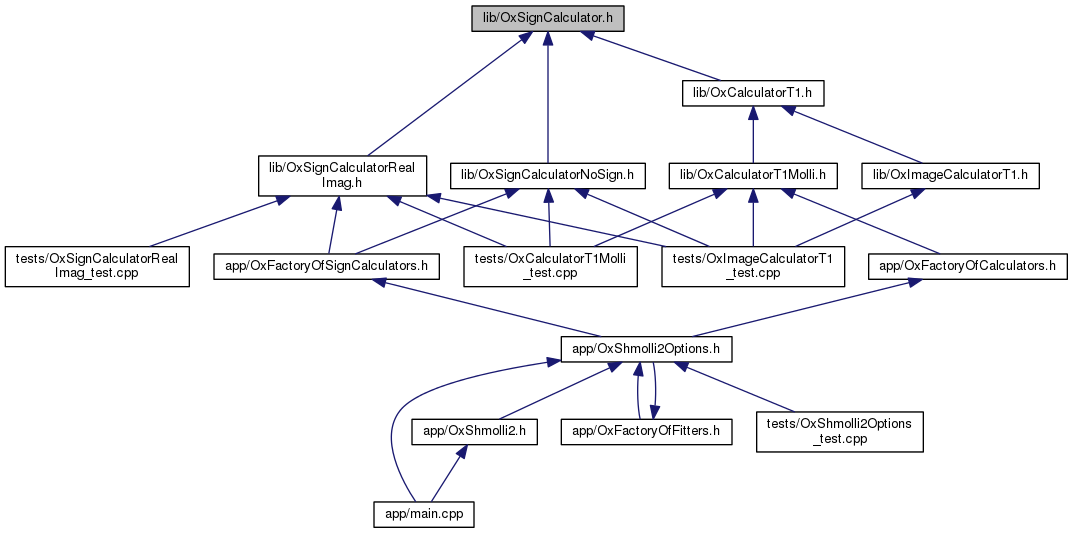 lib/OxSignCalculator.h
lib/OxCalculatorT1.h
lib/OxSignCalculatorReal
Imag.h
lib/OxSignCalculatorNoSign.h
lib/OxCalculatorT1Molli.h
lib/OxImageCalculatorT1.h
tests/OxSignCalculatorReal
Imag_test.cpp
app/OxFactoryOfSignCalculators.h
tests/OxCalculatorT1Molli
_test.cpp
tests/OxImageCalculatorT1
_test.cpp
app/OxFactoryOfCalculators.h
app/OxShmolli2Options.h
app/OxShmolli2.h
app/OxFactoryOfFitters.h
tests/OxShmolli2Options
_test.cpp
app/main.cpp